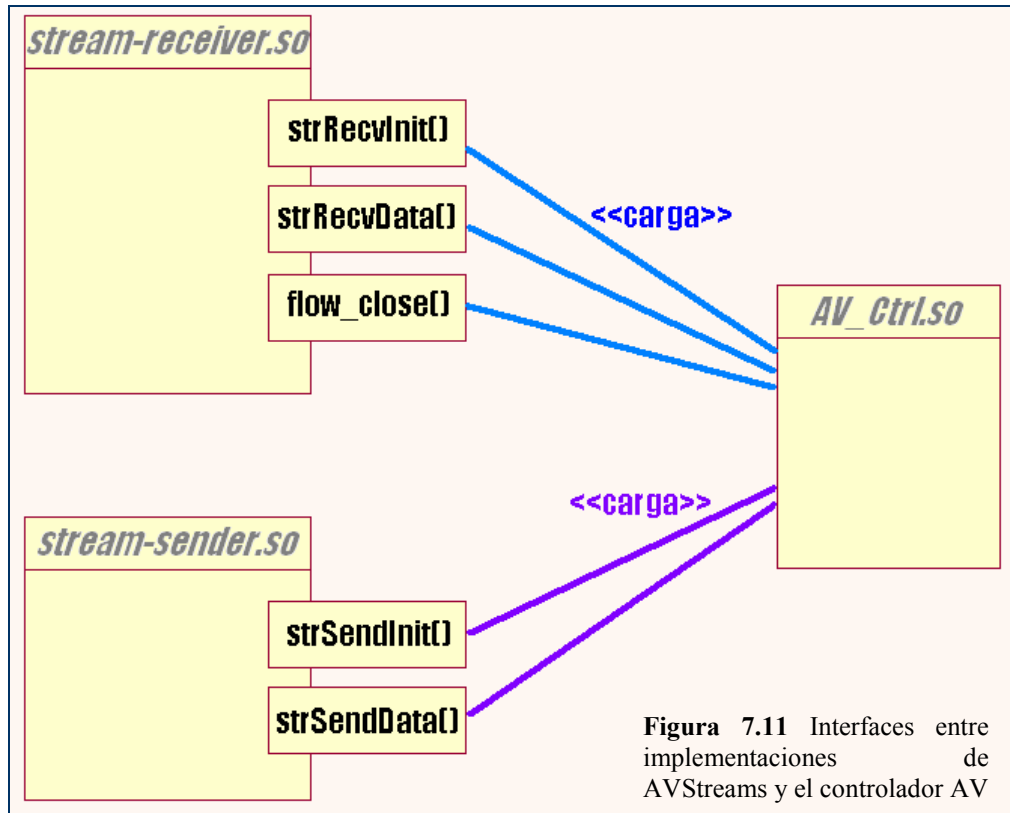 stream-receiver.so
strRecvInit()
strRecvData()
flow_close()
<<carga>>
AV_Ctrl.so
<<carga>>
stream-sender.so
strSendInit()
strSendData()
Figura 7.11 Interfaces entre
implementaciones de
AVStreams y el controlador AV